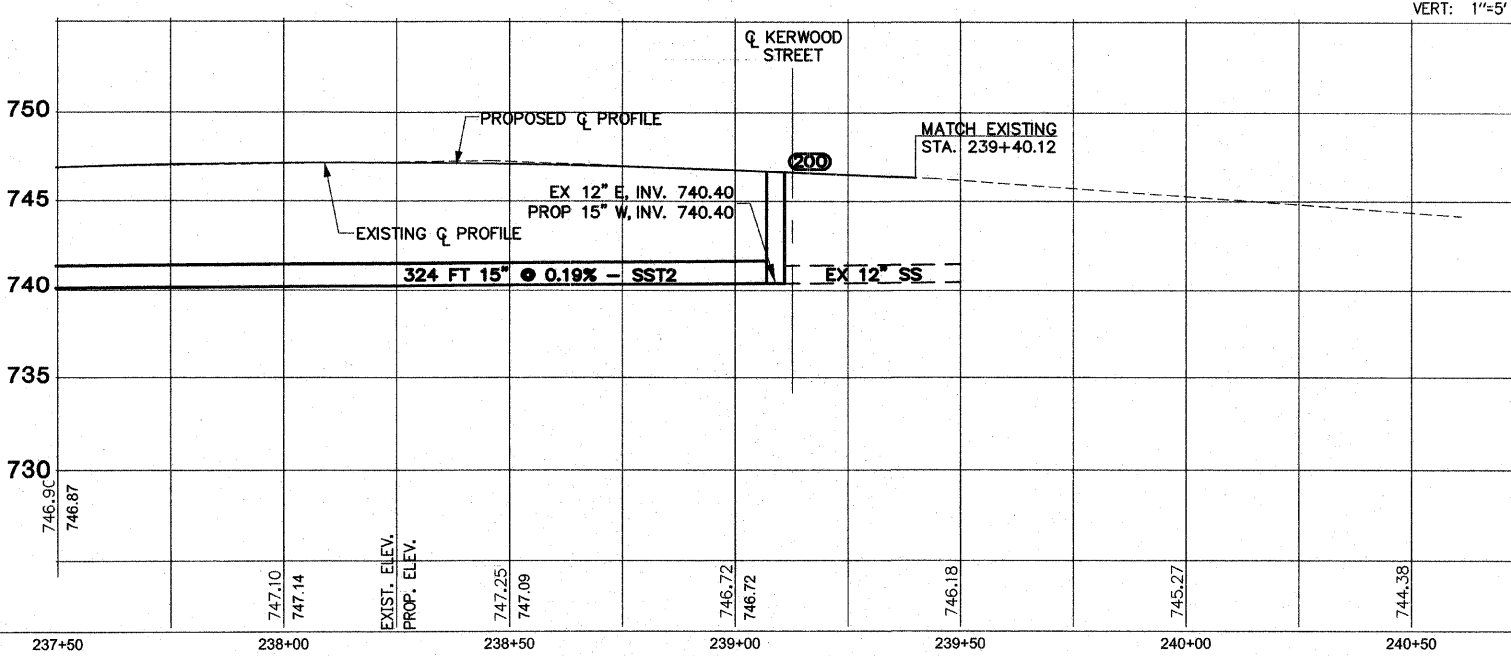 VERT: 1"=5'
℄ KERWOOD
STREET
750
PROPOSED ℄ PROFILE
MATCH EXISTING
STA. 239+40.12
200
745
EX 12" E, INV. 740.40
PROP 15" W, INV. 740.40
EXISTING ℄ PROFILE
740
324 FT 15" @ 0.19% - SST2
EX 12" SS
735
730
746.90
746.87
747.10
747.14
EXIST. ELEV.
PROP. ELEV.
747.25
747.09
746.72
746.72
746.18
745.27
744.38
237+50
238+00
238+50
239+00
239+50
240+00
240+50